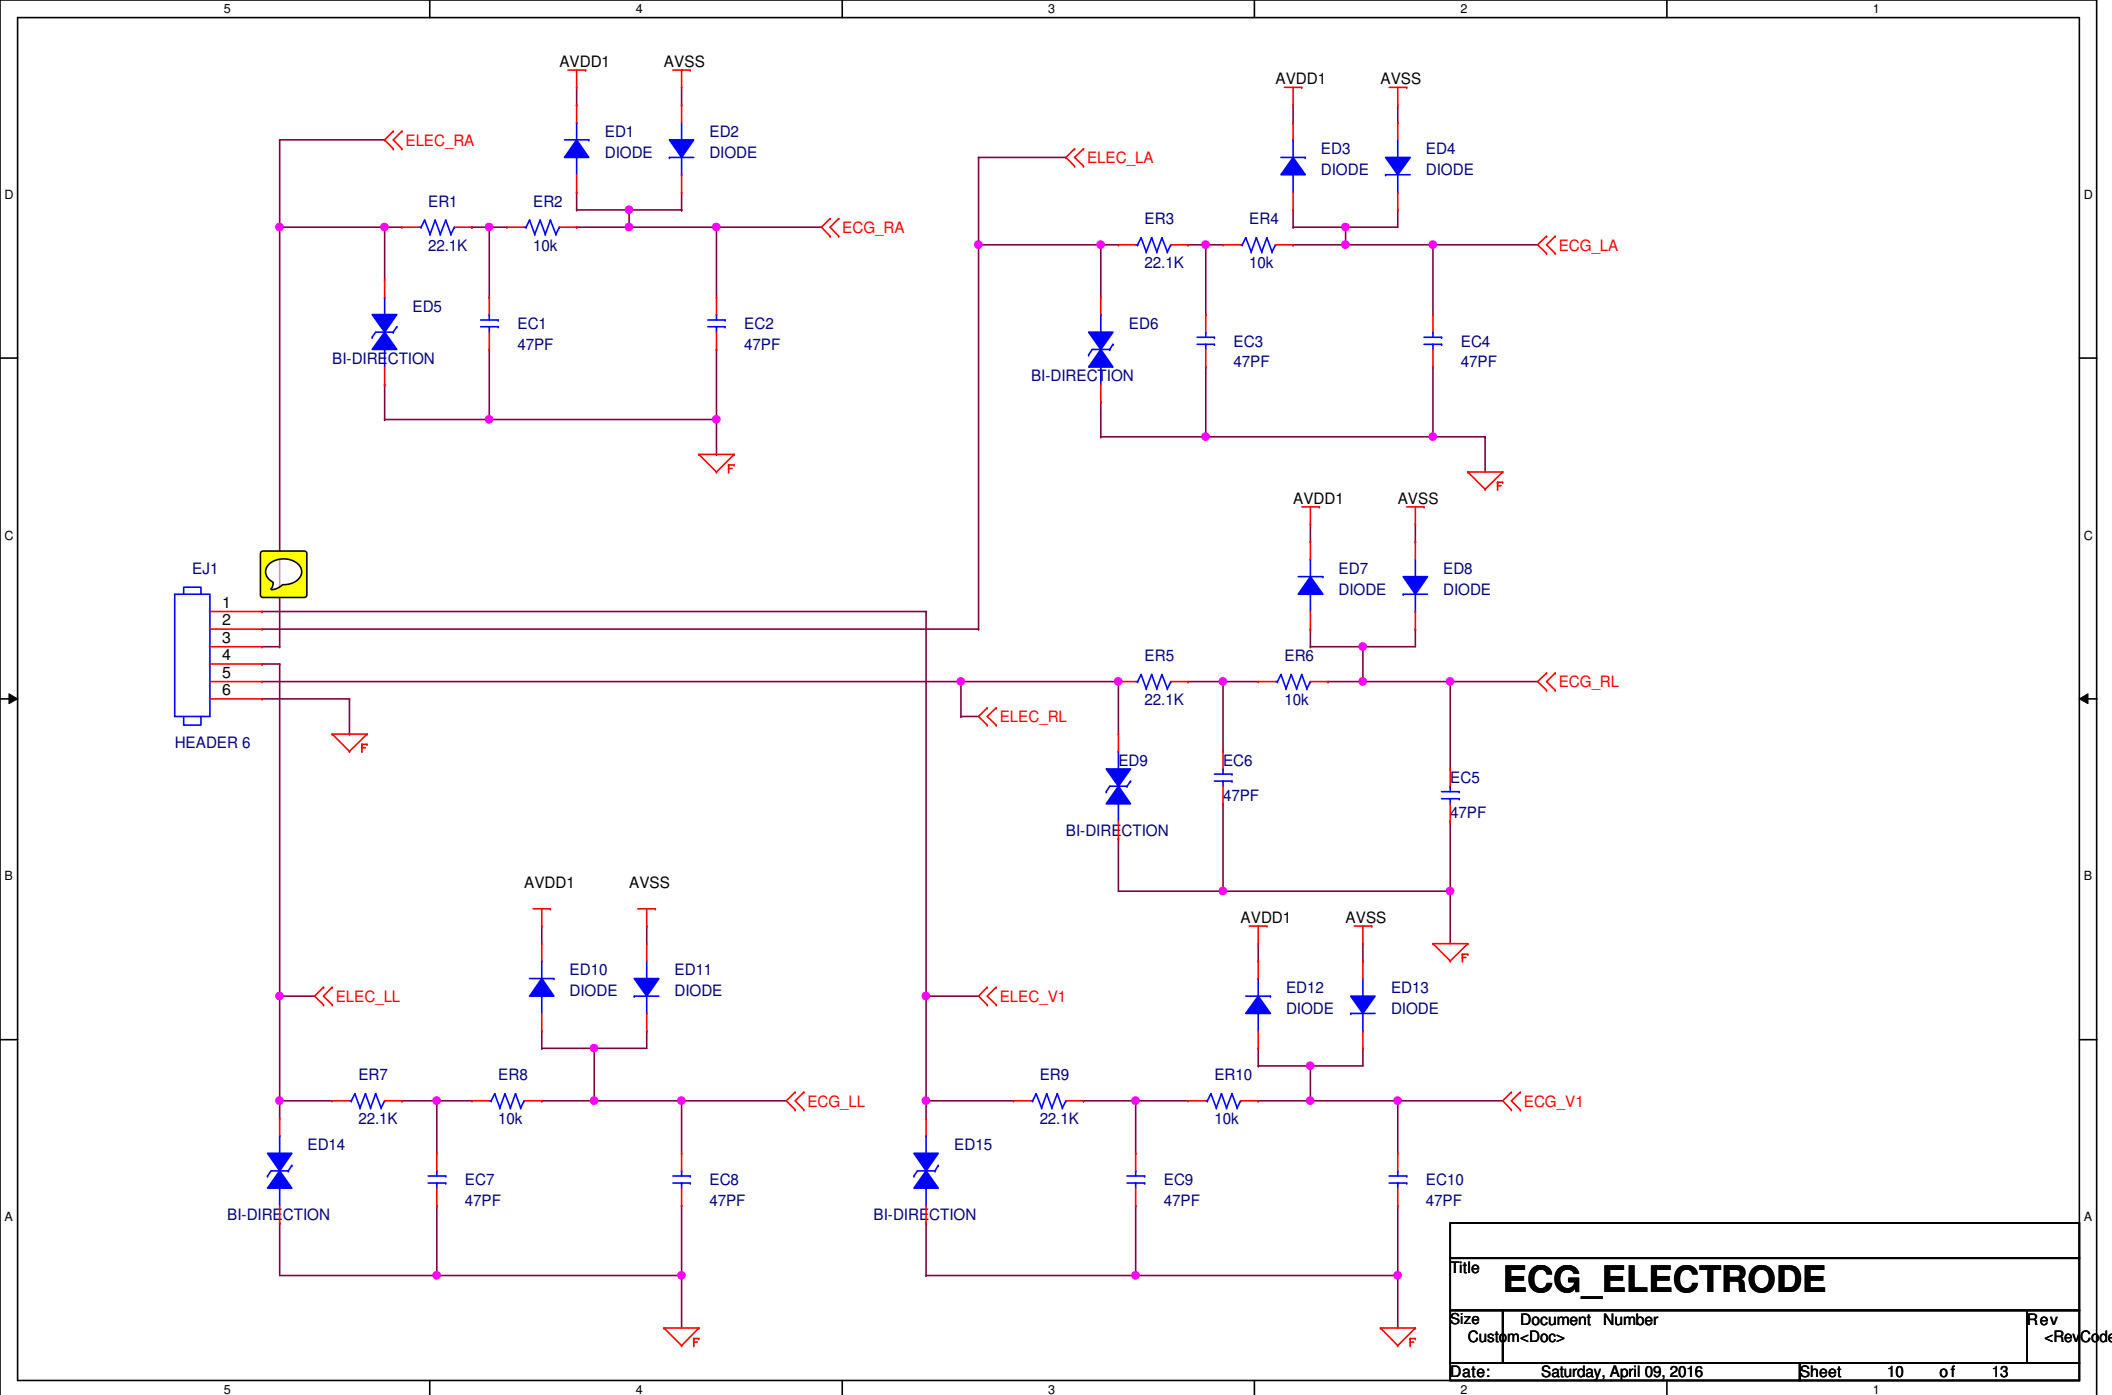 5 4 3 2 1
D
D
C
C
B
B
A
A
AVDD1 AVSS
ELEC_RA
ED1
DIODE
ED2
DIODE
ER1
22.1K
ER2
10k
ECG_RA
ED5
BI-DIRECTION
EC1
47PF
EC2
47PF
F
AVDD1 AVSS
ELEC_LA
ED3
DIODE
ED4
DIODE
ER3
22.1K
ER4
10k
ECG_LA
ED6
BI-DIRECTION
EC3
47PF
EC4
47PF
F
EJ1
1
2
3
4
5
6
HEADER 6
F
AVDD1 AVSS
ED7
DIODE
ED8
DIODE
ER5
22.1K
ER6
10k
ECG_RL
ELEC_RL
ED9
BI-DIRECTION
EC6
47PF
EC5
47PF
F
AVDD1 AVSS
ED10
DIODE
ED11
DIODE
ELEC_LL
ER7
22.1K
ER8
10k
ECG_LL
ED14
BI-DIRECTION
EC7
47PF
EC8
47PF
F
AVDD1 AVSS
ED12
DIODE
ED13
DIODE
ELEC_V1
ER9
22.1K
ER10
10k
ECG_V1
ED15
BI-DIRECTION
EC9
47PF
EC10
47PF
F
Title
ECG_ELECTRODE
Size Document Number Rev
Custom<Doc> <RevCode
Date: Saturday, April 09, 2016 Sheet 10 of 13
5 4 3 2 1